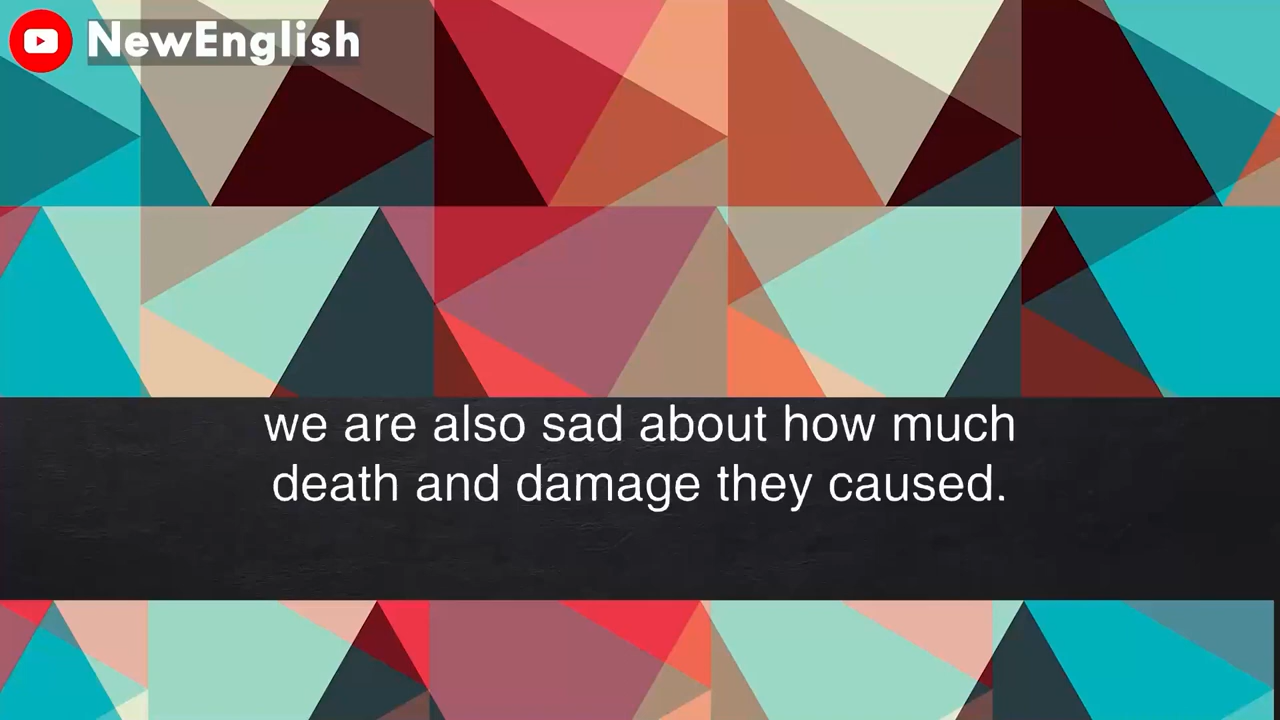 NewEnglish
we are also sad about how much
death and damage they caused.